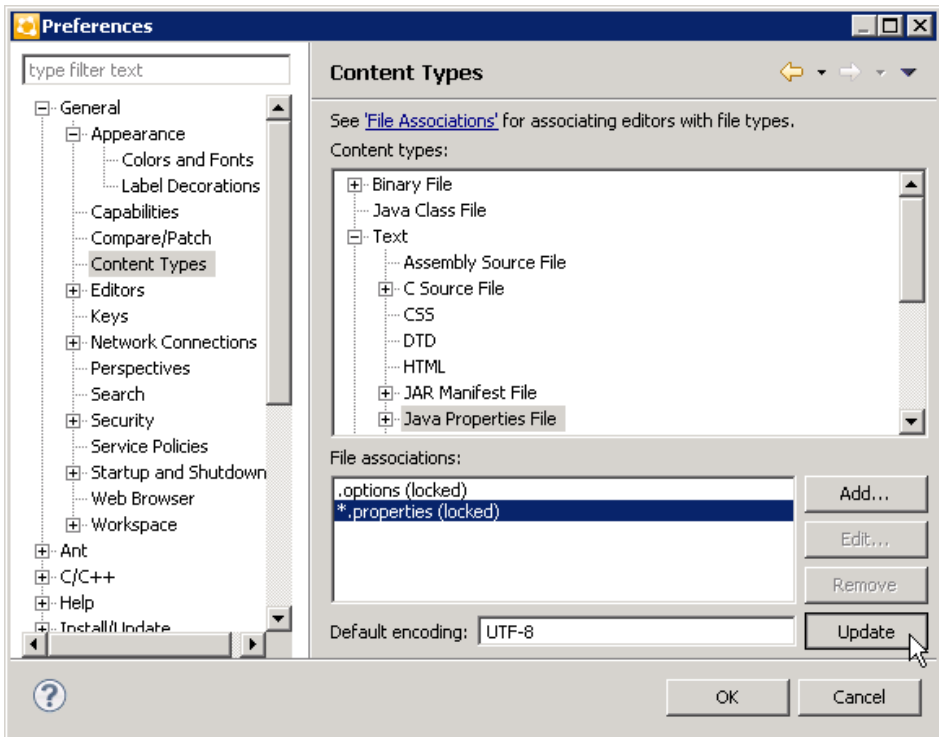 Preferences
type filter text
General
Appearance
Colors and Fonts
Label Decorations
Capabilities
Compare/Patch
Content Types
Editors
Keys
Network Connections
Perspectives
Search
Security
Service Policies
Startup and Shutdown
Web Browser
Workspace
Ant
C/C++
Help
Install/Update
Content Types
See 'File Associations' for associating editors with file types.
Content types:
Binary File
Java Class File
Text
Assembly Source File
C Source File
CSS
DTD
HTML
JAR Manifest File
Java Properties File
File associations:
.options (locked)
*.properties (locked)
Add...
Edit...
Remove
Default encoding: UTF-8
Update
?
OK
Cancel